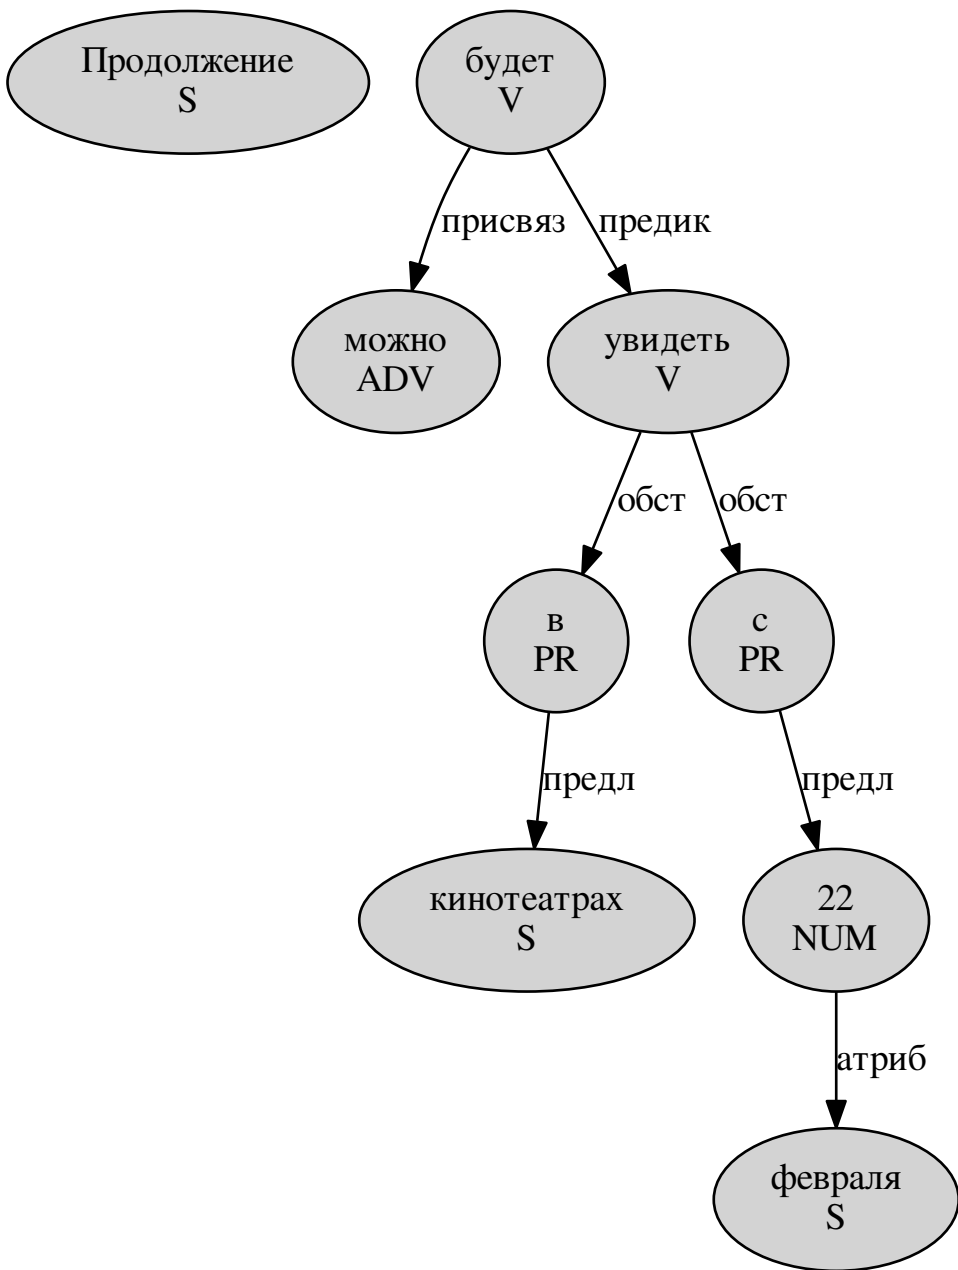 Продолжение
S
будет
V
присвяз
предик
можно
ADV
увидеть
V
обст
обст
в
PR
с
PR
предл
предл
кинотеатрах
S
22
NUM
атриб
февраля
S